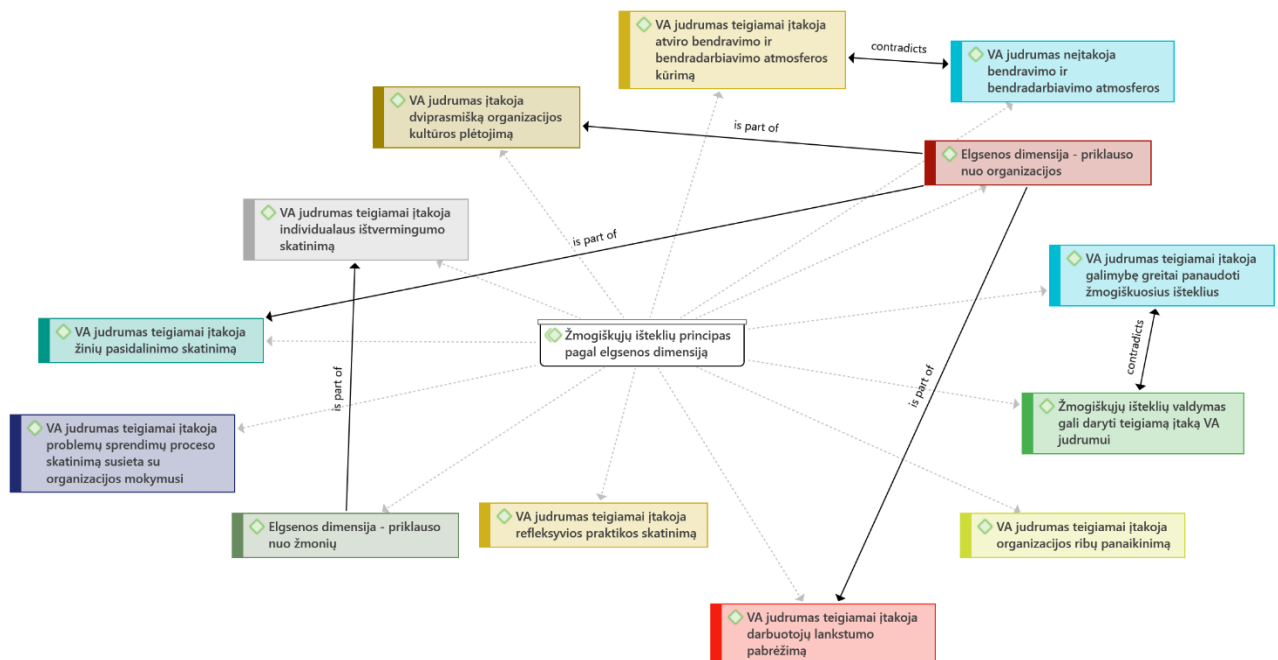 VA judrumas teigiamai įtakoja
atviro bendravimo ir
bendradarbiavimo atmosferos
kūrimą
contradicts
VA judrumas neįtakoja
bendravimo ir
bendradarbiavimo atmosferos
VA judrumas įtakoja
dviprasmišką organizacijos
kultūros plėtojimą
is part of
Elgsenos dimensija - priklauso
nuo organizacijos
VA judrumas teigiamai įtakoja
individualaus ištvermingumo
skatinimą
is part of
VA judrumas teigiamai įtakoja
galimybę greitai panaudoti
žmogiškuosius išteklius
VA judrumas teigiamai įtakoja
žinių pasidalinimo skatinimą
Žmogiškųjų išteklių principas
pagal elgsenos dimensiją
contradicts
is part of
is part of
Žmogiškųjų išteklių valdymas
gali daryti teigiamą įtaką VA
judrumui
VA judrumas teigiamai įtakoja
problemų sprendimų proceso
skatinimą susieta su
organizacijos mokymusi
Elgsenos dimensija - priklauso
nuo žmonių
VA judrumas teigiamai įtakoja
refleksyvios praktikos skatinimą
VA judrumas teigiamai įtakoja
organizacijos ribų panaikinimą
VA judrumas teigiamai įtakoja
darbuotojų lankstumo
pabrėžimą